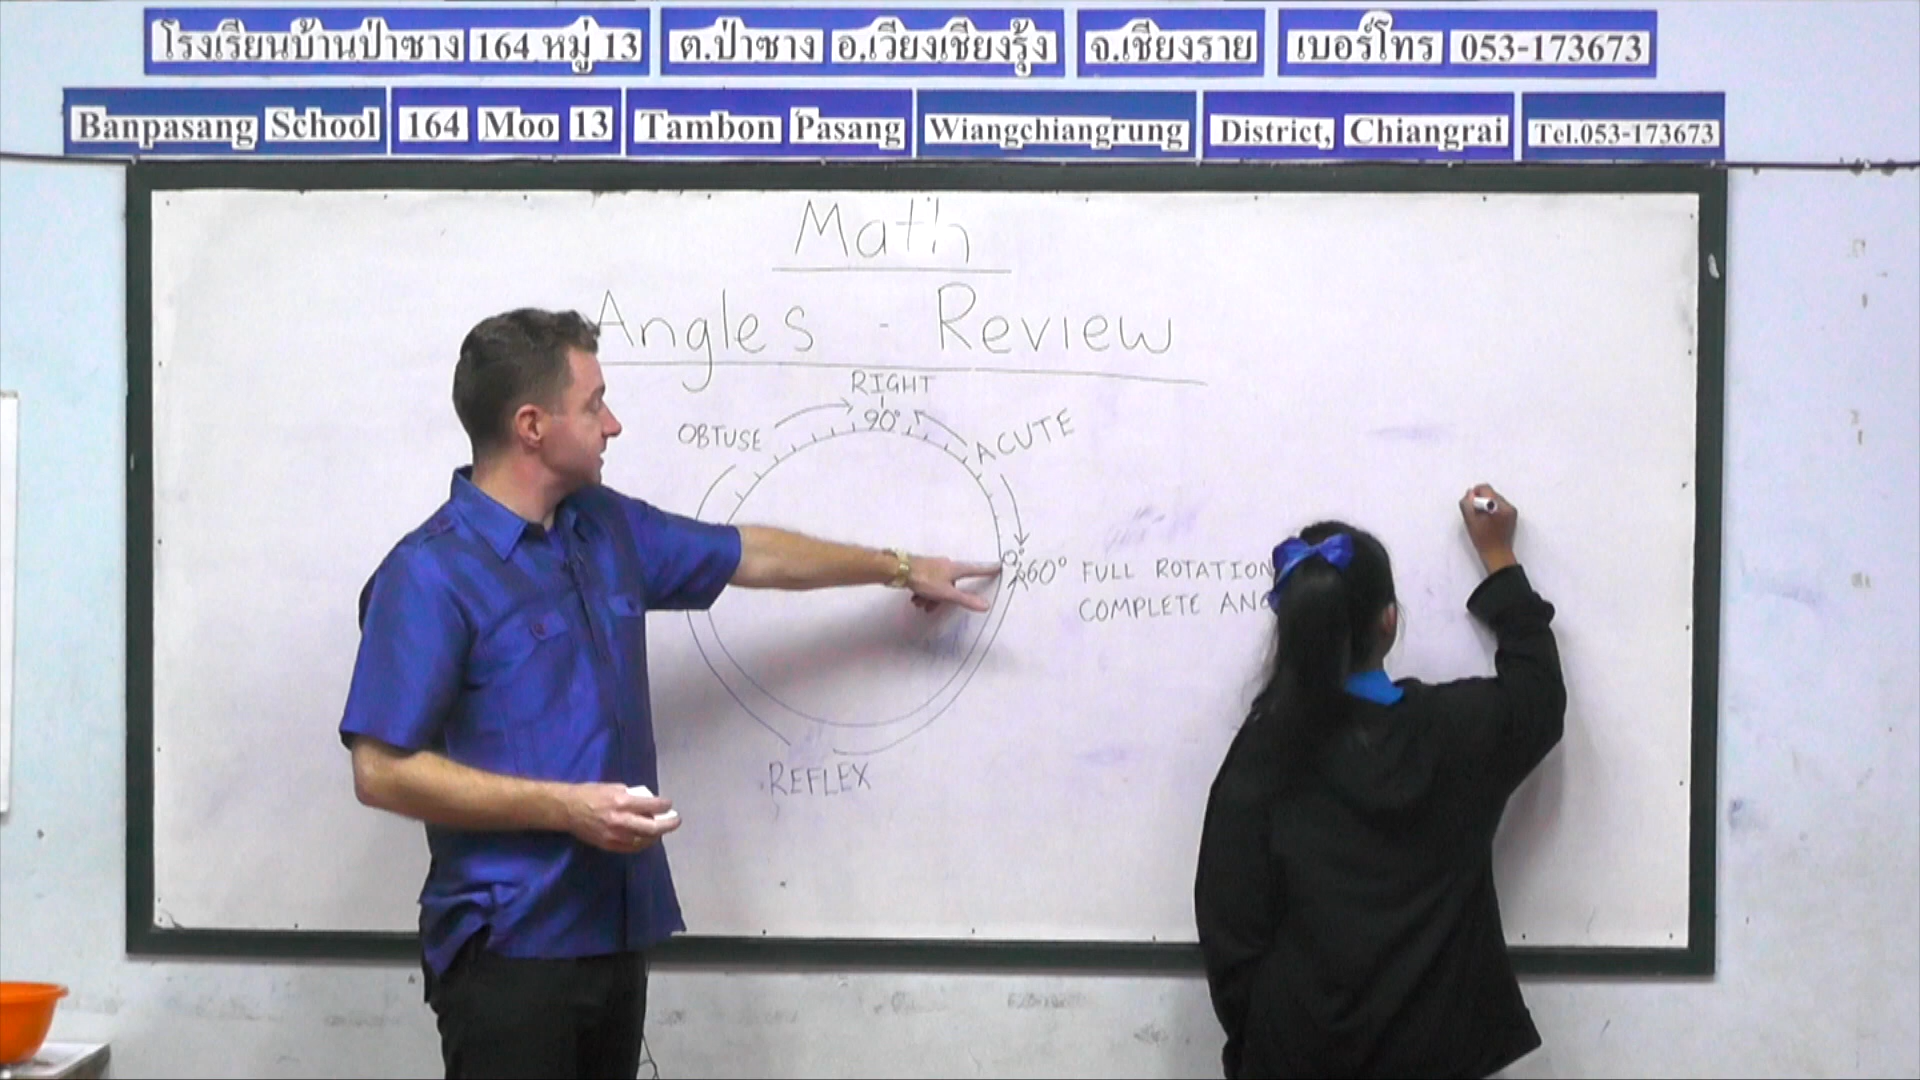 โรงเรียนบ้านป่าซาง 164 หมู่ 13 ต.ป่าซาง อ.เวียงเชียงรุ้ง จ.เชียงราย เบอร์โทร 053-173673
Banpasang School 164 Moo 13 Tambon Pasang Wiangchiangrung District, Chiangrai Tel.053-173673
Math
Angles - Review
RIGHT
90°
OBTUSE
ACUTE
0°
360° FULL ROTATION
COMPLETE
REFLEX